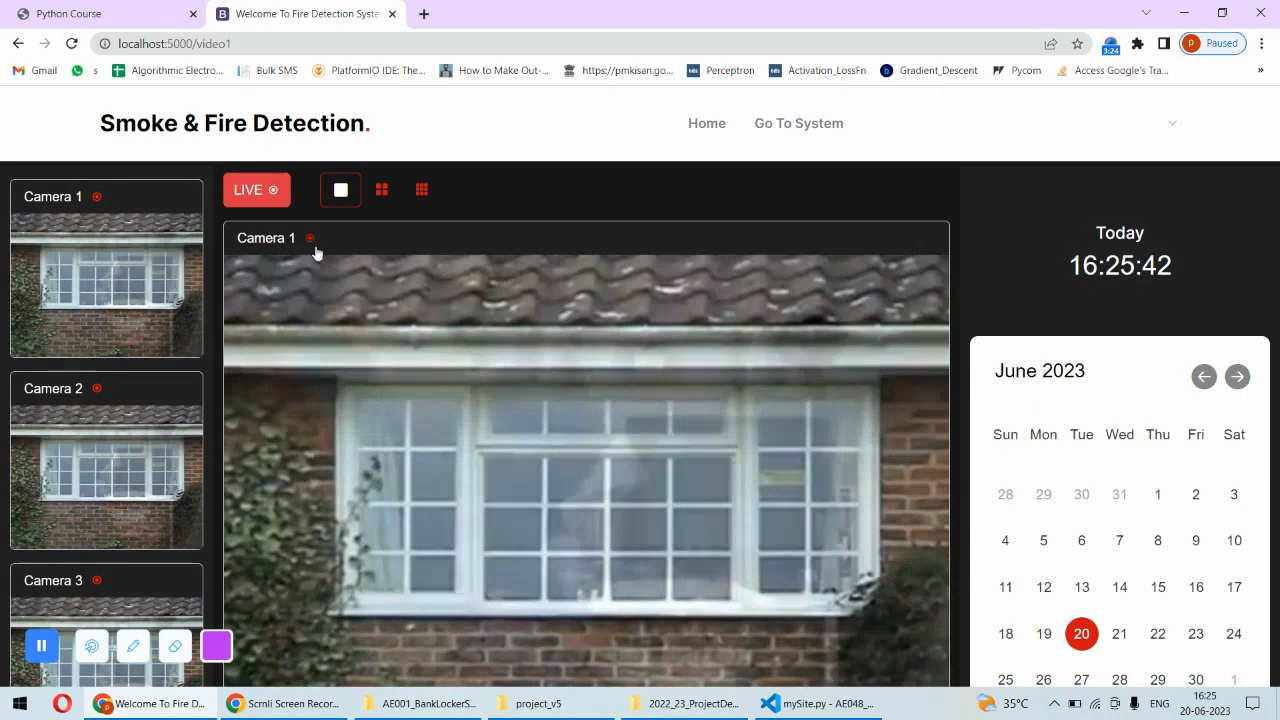 Python Course
Welcome To Fire Detection Syste
localhost:5000/video1
3:24
P
Paused
Gmail
s
Algorithmic Electro...
Bulk SMS
PlatformIO IDE: The...
How to Make Out-...
https://pmkisan.go...
Perceptron
Activation_LossFn
Gradient_Descent
Pycom
Access Google's Tra...
»
Smoke & Fire Detection.
Home
Go To System
Camera 1
Camera 2
Camera 3
LIVE
Camera 1
Today
16:25:42
June 2023
Sun Mon Tue Wed Thu Fri Sat
28 29 30 31 1 2 3
4 5 6 7 8 9 10
11 12 13 14 15 16 17
18 19 20 21 22 23 24
25 26 27 28 29 30 1
Welcome To Fire D...
Scrnli Screen Recor...
AE001_BankLockerS...
project_v5
2022_23_ProjectDe...
mySite.py - AE048_...
35°C
ENG
16:25
20-06-2023